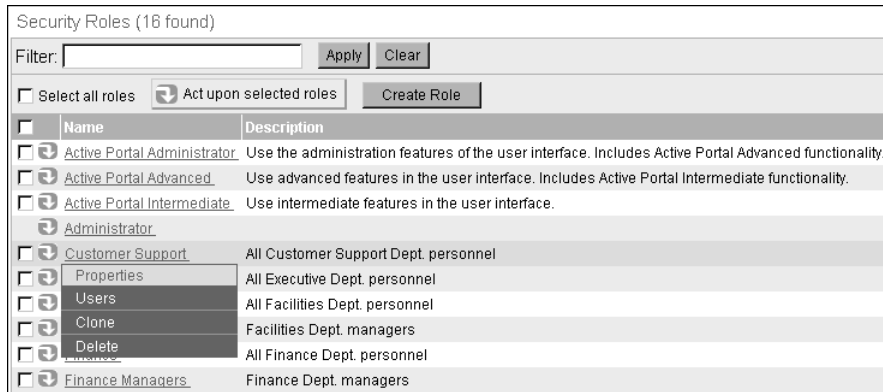 Security Roles (16 found)
Filter: Apply Clear
Select all roles Act upon selected roles Create Role
Name Description
Active Portal Administrator Use the administration features of the user interface. Includes Active Portal Advanced functionality.
Active Portal Advanced Use advanced features in the user interface. Includes Active Portal Intermediate functionality.
Active Portal Intermediate Use intermediate features in the user interface.
Administrator
Customer Support All Customer Support Dept. personnel
Properties All Executive Dept. personnel
Users All Facilities Dept. personnel
Clone Facilities Dept. managers
Delete
All Finance Dept. personnel
Finance Managers Finance Dept. managers